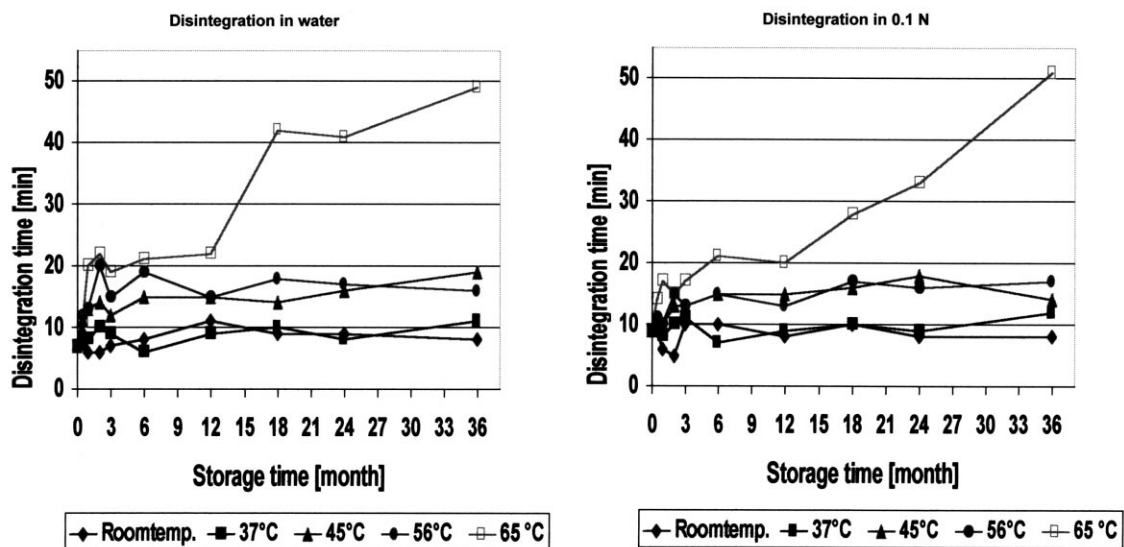 Disintegration in water
Disintegration time [min]
50
40
30
20
10
0
0 3 6 9 12 15 18 21 24 27 30 33 36
Storage time [month]
Roomtemp. 37°C 45°C 56°C 65 °C
Disintegration in 0.1 N
Disintegration time [min]
50
40
30
20
10
0
0 3 6 9 12 15 18 21 24 27 30 33 36
Storage time [month]
Roomtemp. 37°C 45°C 56°C 65 °C